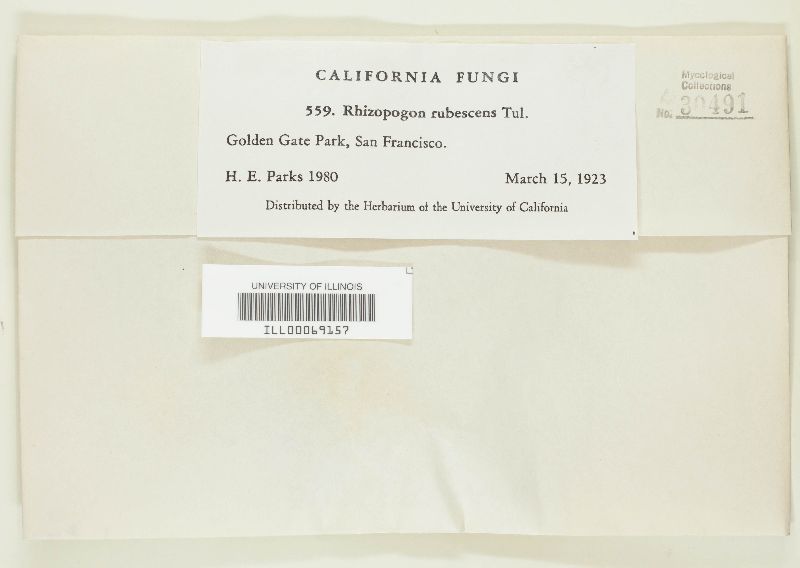 CALIFORNIA FUNGI
559. Rhizopogon rubescens Tul.
Golden Gate Park, San Francisco.
H. E. Parks 1980 March 15, 1923
Distributed by the Herbarium of the University of California
Mycological
Collections
No. 30491
UNIVERSITY OF ILLINOIS
ILL00069157